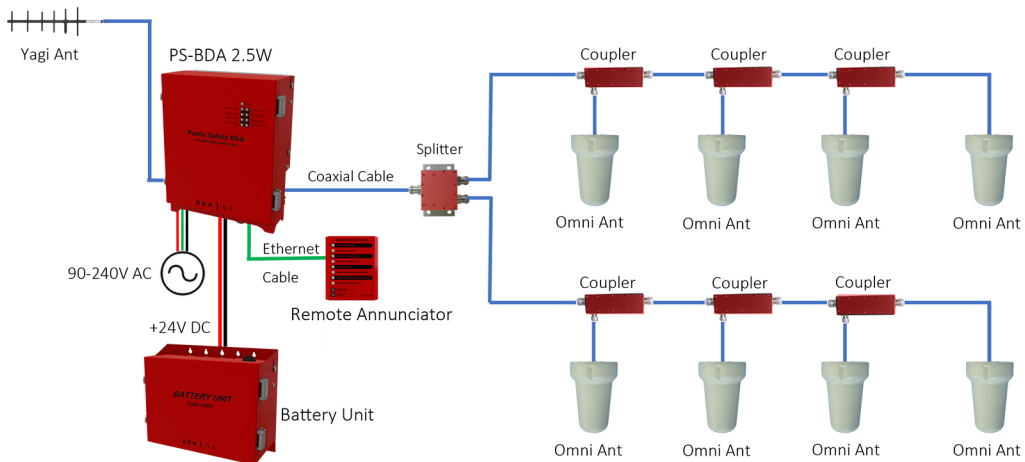 Yagi Ant
PS-BDA 2.5W
Public Safety BDA
90-240V AC
+24V DC
BATTERY UNIT
Battery Unit
Ethernet
Cable
Remote Annunciator
Coaxial Cable
Splitter
Coupler
Coupler
Coupler
Omni Ant
Omni Ant
Omni Ant
Omni Ant
Coupler
Coupler
Coupler
Omni Ant
Omni Ant
Omni Ant
Omni Ant